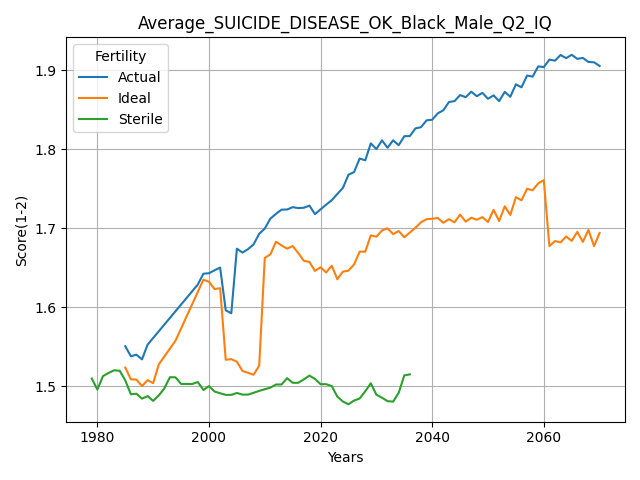 Average_SUICIDE_DISEASE_OK_Black_Male_Q2_IQ
Fertility
Actual
Ideal
Sterile
Score(1-2)
1.9
1.8
1.7
1.6
1.5
1980
2000
2020
2040
2060
Years